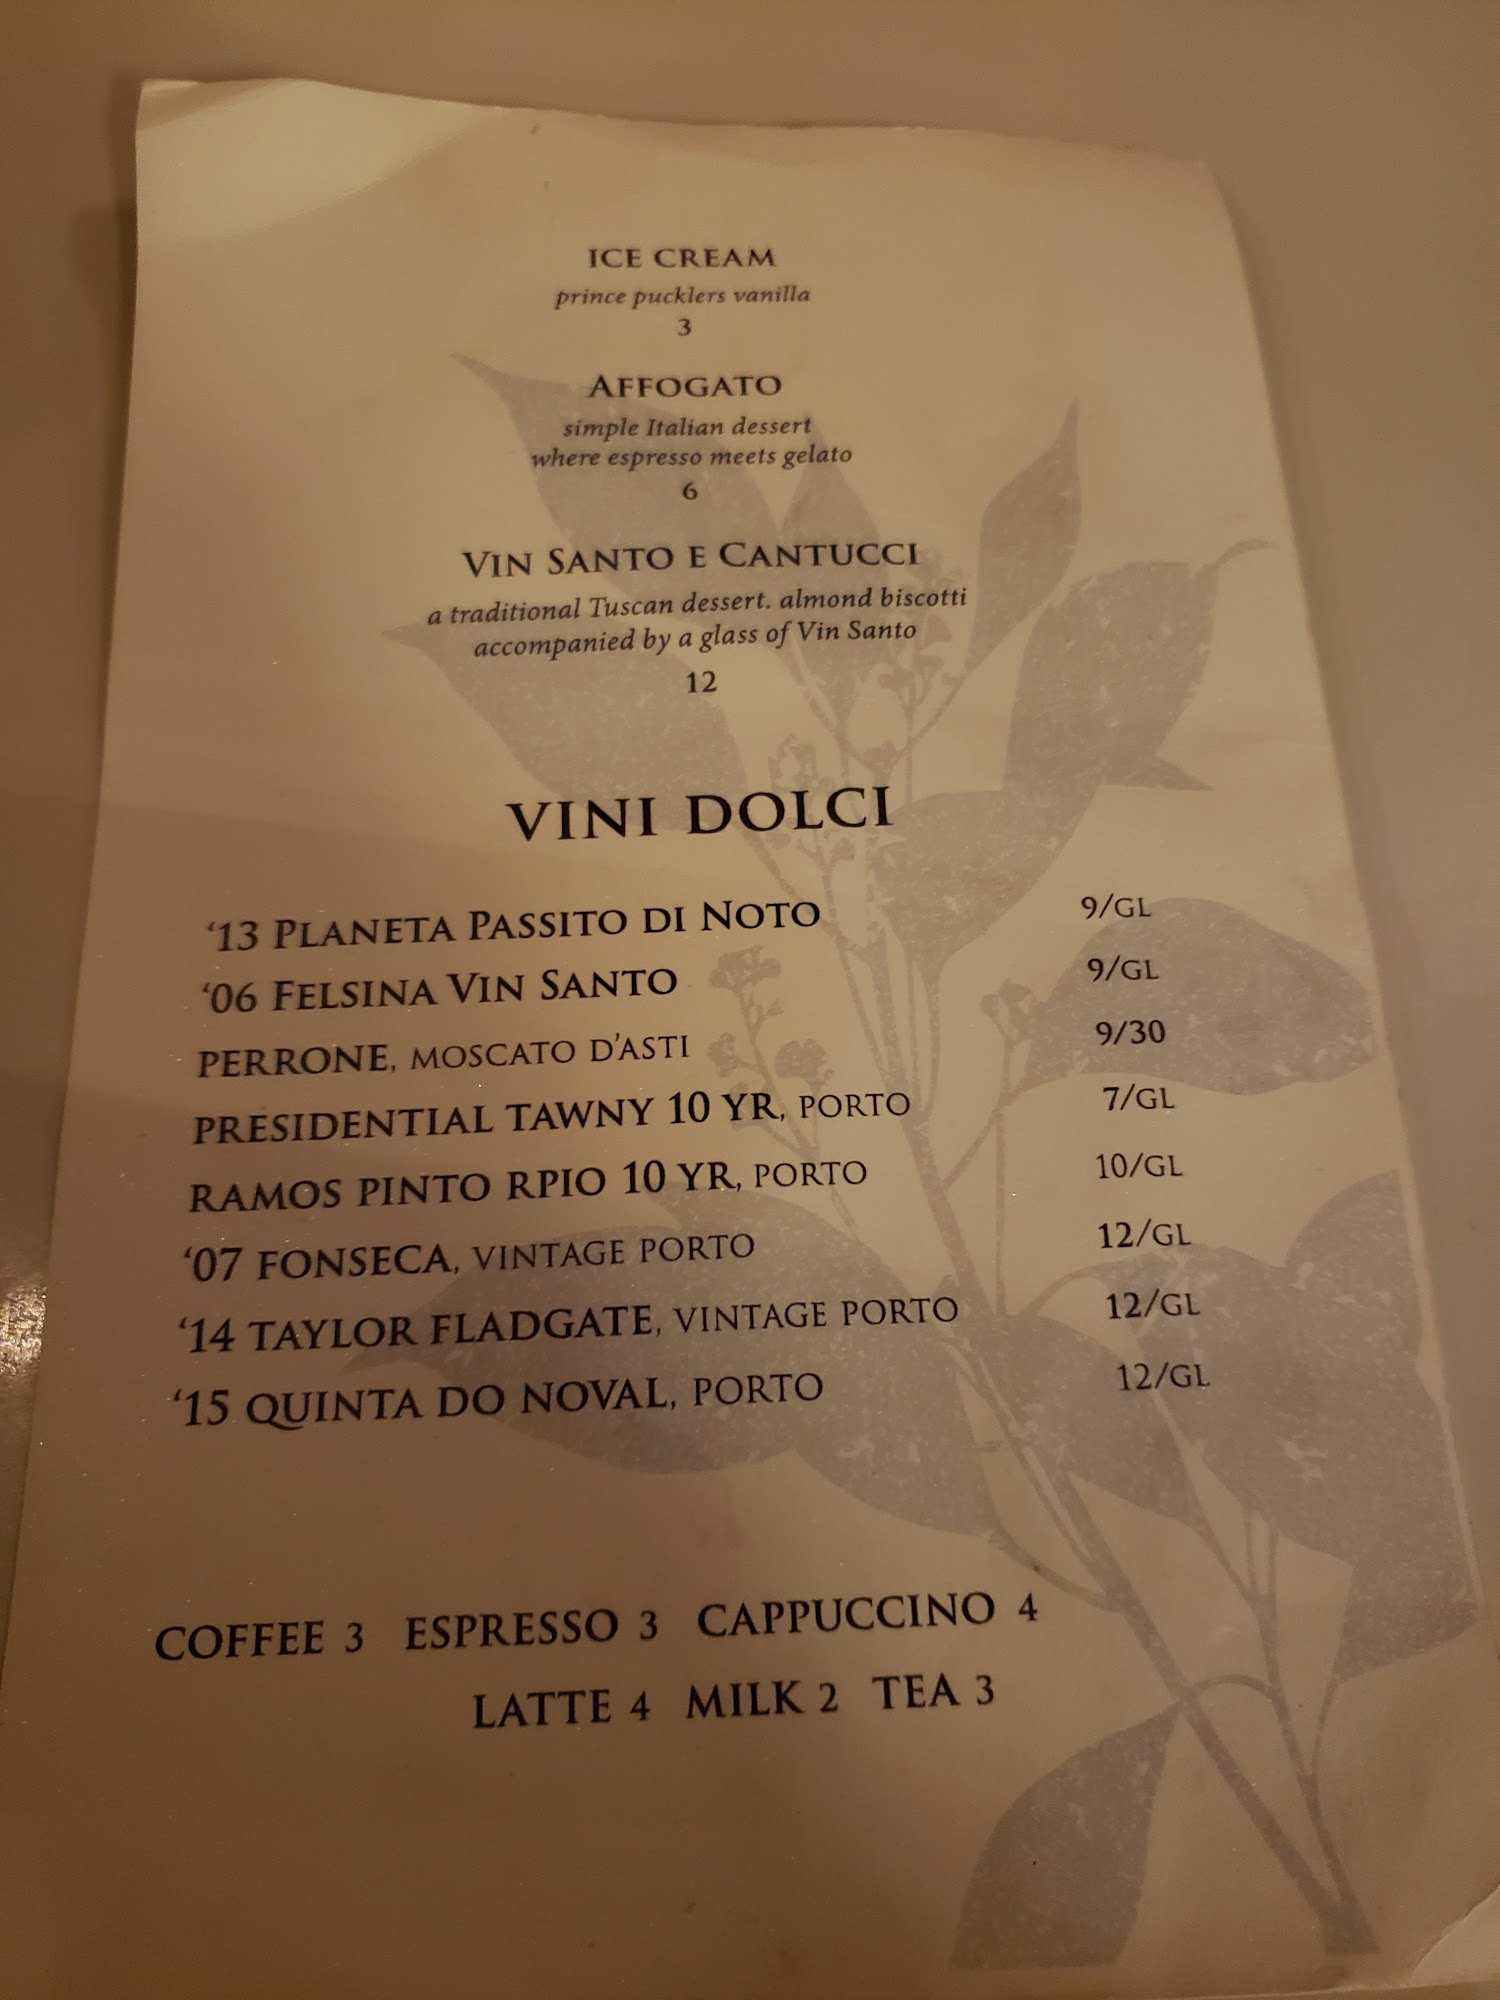 ICE CREAM
prince pucklers vanilla
3
AFFOGATO
simple Italian dessert
where espresso meets gelato
6
VIN SANTO E CANTUCCI
a traditional Tuscan dessert. almond biscotti
accompanied by a glass of Vin Santo
12
VINI DOLCI
‘13 PLANETA PASSITO DI NOTO 9/GL
‘06 FELSINA VIN SANTO 9/GL
PERRONE, MOSCATO D’ASTI 9/30
PRESIDENTIAL TAWNY 10 YR, PORTO 7/GL
RAMOS PINTO RPIO 10 YR, PORTO 10/GL
‘07 FONSECA, VINTAGE PORTO 12/GL
‘14 TAYLOR FLADGATE, VINTAGE PORTO 12/GL
‘15 QUINTA DO NOVAL, PORTO 12/GL
COFFEE 3 ESPRESSO 3 CAPPUCCINO 4
LATTE 4 MILK 2 TEA 3